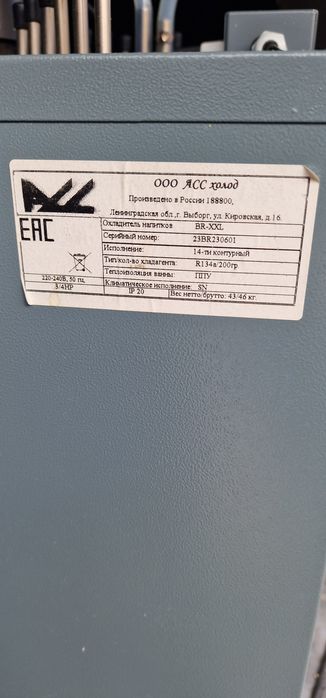 ACC
ООО АСС холод
Произведено в России 188800,
Ленинградская обл.,г. Выборг, ул. Кировская, д.16.
EAC
Охладитель напитков BR-XXL
Серийный номер: 23BR230601
Исполнение: 14-ти контурный
Тип/кол-во хладагента: R134a/200гр
Теплоизоляция ванны: ППУ
220-240В, 50 гц, Климатическое исполнение: SN
3/4HP IP 20 Вес нетто/брутто: 43/46 кг.